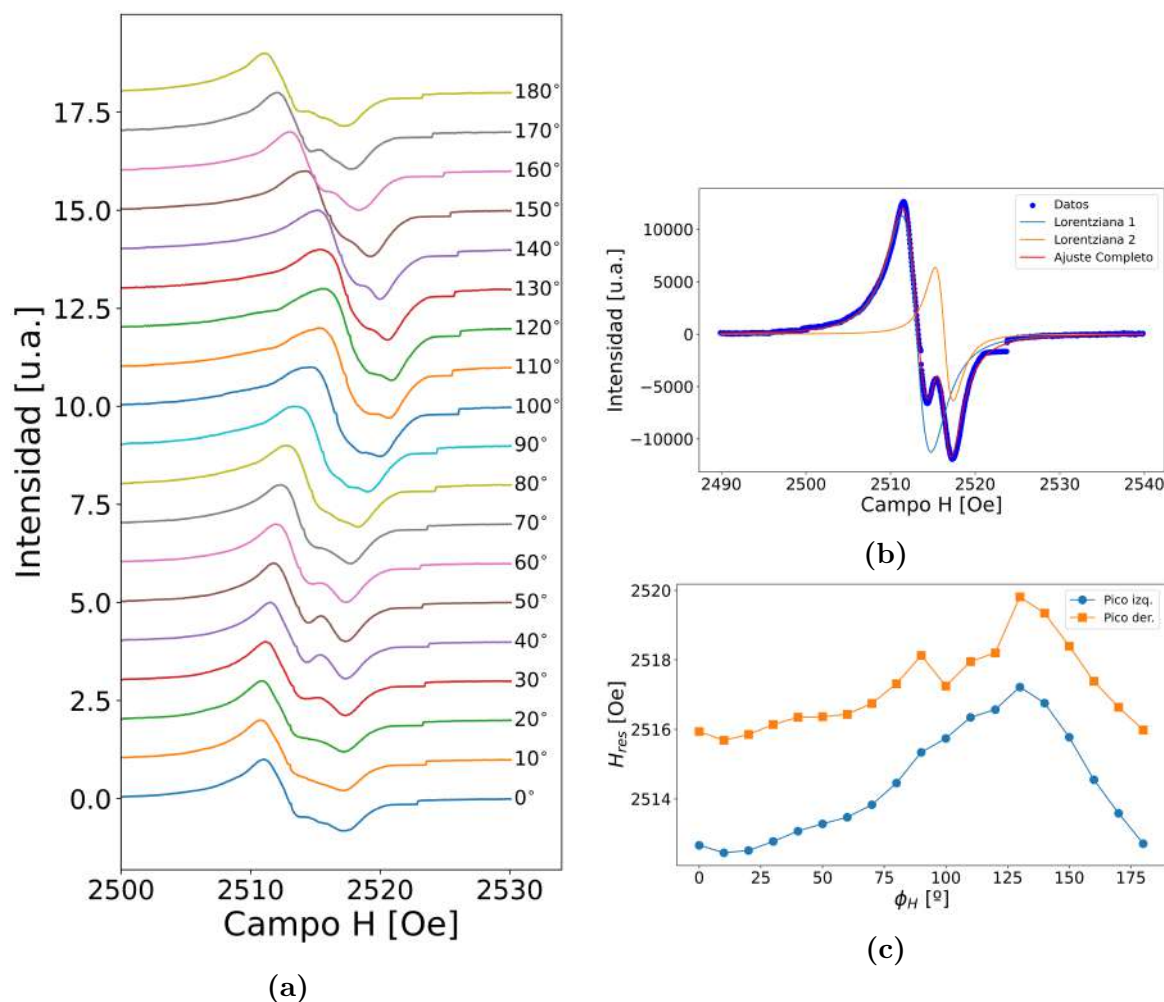 Intensidad [u.a.]
17.5
15.0
12.5
10.0
7.5
5.0
2.5
0.0
180°
170°
160°
150°
140°
130°
120°
110°
100°
90°
80°
70°
60°
50°
40°
30°
20°
10°
0°
2500 2510 2520 2530
Campo H [Oe]
(a)
Intensidad [u.a.]
10000
5000
0
−5000
−10000
Datos
Lorentziana 1
Lorentziana 2
Ajuste Completo
2490 2500 2510 2520 2530 2540
Campo H [Oe]
(b)
H_res [Oe]
2520
2518
2516
2514
Pico izq.
Pico der.
0 25 50 75 100 125 150 175
ϕ_H [º]
(c)